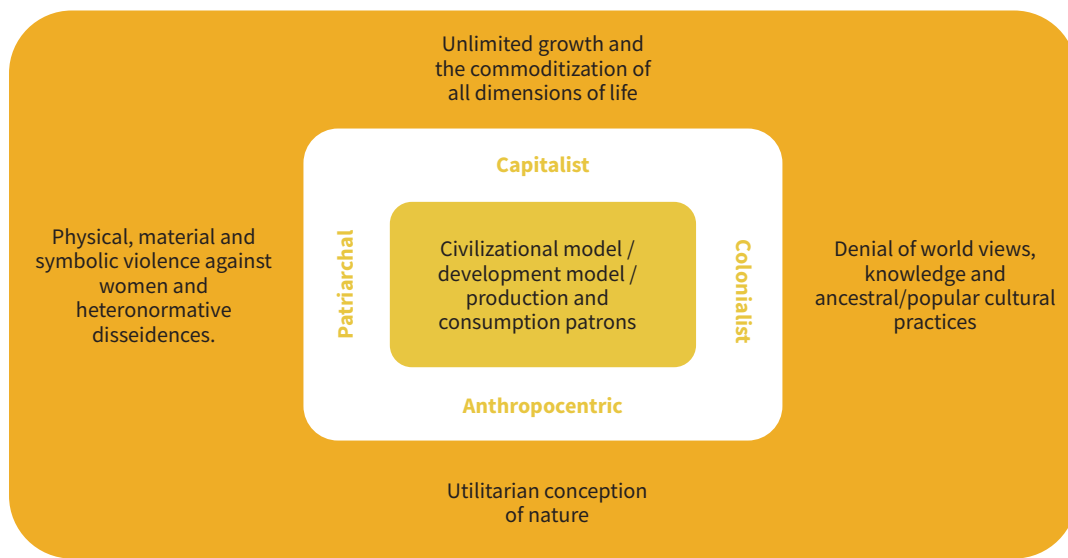 Unlimited growth and
the commoditization of
all dimensions of life
Capitalist
Physical, material and
symbolic violence against
women and
heteronormative
disseidences.
Patriarchal
Civilizational model /
development model /
production and
consumption patrons
Colonialist
Denial of world views,
knowledge and
ancestral/popular cultural
practices
Anthropocentric
Utilitarian conception
of nature